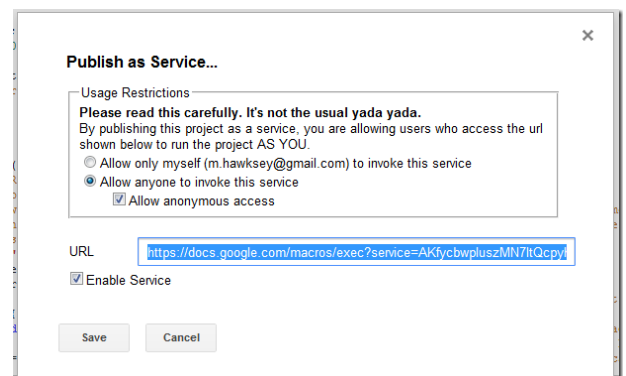 Publish as Service...
Usage Restrictions
Please read this carefully. It's not the usual yada yada.
By publishing this project as a service, you are allowing users who access the url
shown below to run the project AS YOU.
Allow only myself (m.hawksey@gmail.com) to invoke this service
Allow anyone to invoke this service
Allow anonymous access
URL https://docs.google.com/macros/exec?service=AKfycbwpluszMN7ltQcpy
Enable Service
Save Cancel